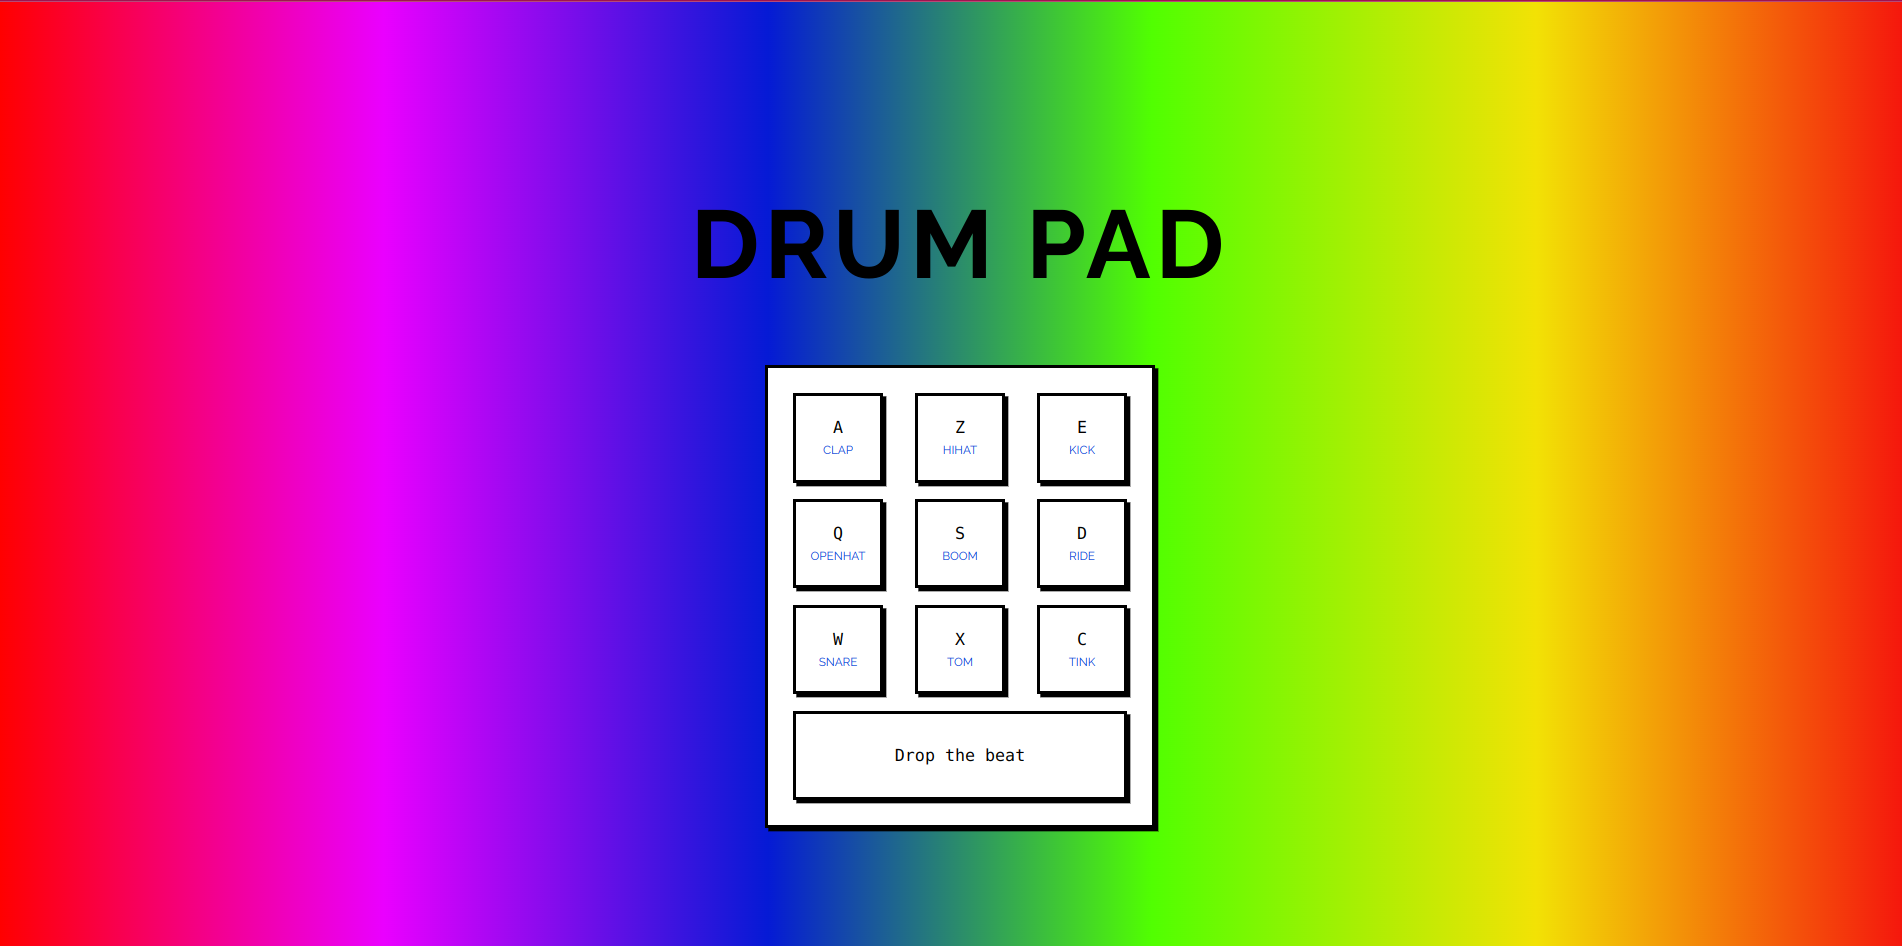 DRUM PAD
A Z E
CLAP HIHAT KICK
Q S D
OPENHAT BOOM RIDE
W X C
SNARE TOM TINK
Drop the beat